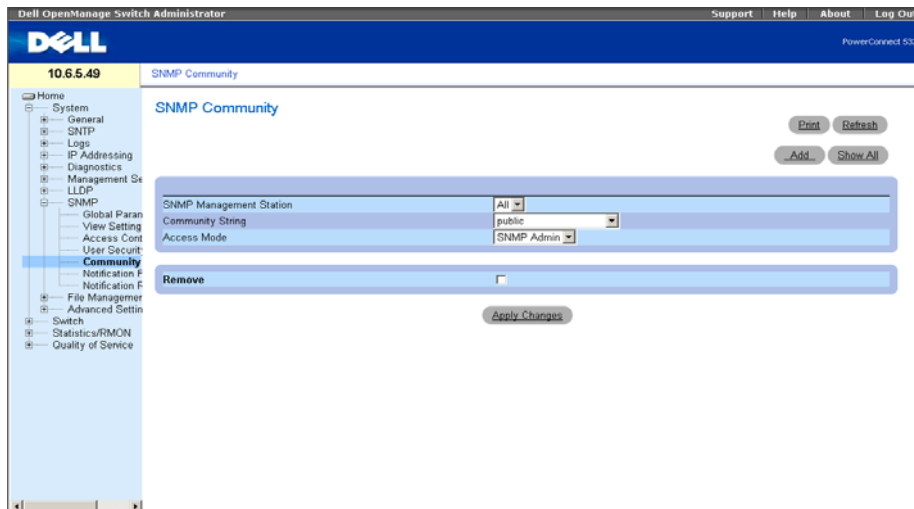 Dell OpenManage Switch Administrator
Support Help About Log Ou
DELL
PowerConnect 53
10.6.5.49
SNMP Community
Home
System
General
SNTP
Logs
IP Addressing
Diagnostics
Management Se
LLDP
SNMP
Global Paran
View Setting
Access Cont
User Securit
Community
Notification F
Notification F
File Managemer
Advanced Settin
Switch
Statistics/RMON
Quality of Service
SNMP Community
Print Refresh
Add Show All
SNMP Management Station All
Community String public
Access Mode SNMP Admin
Remove
Apply Changes